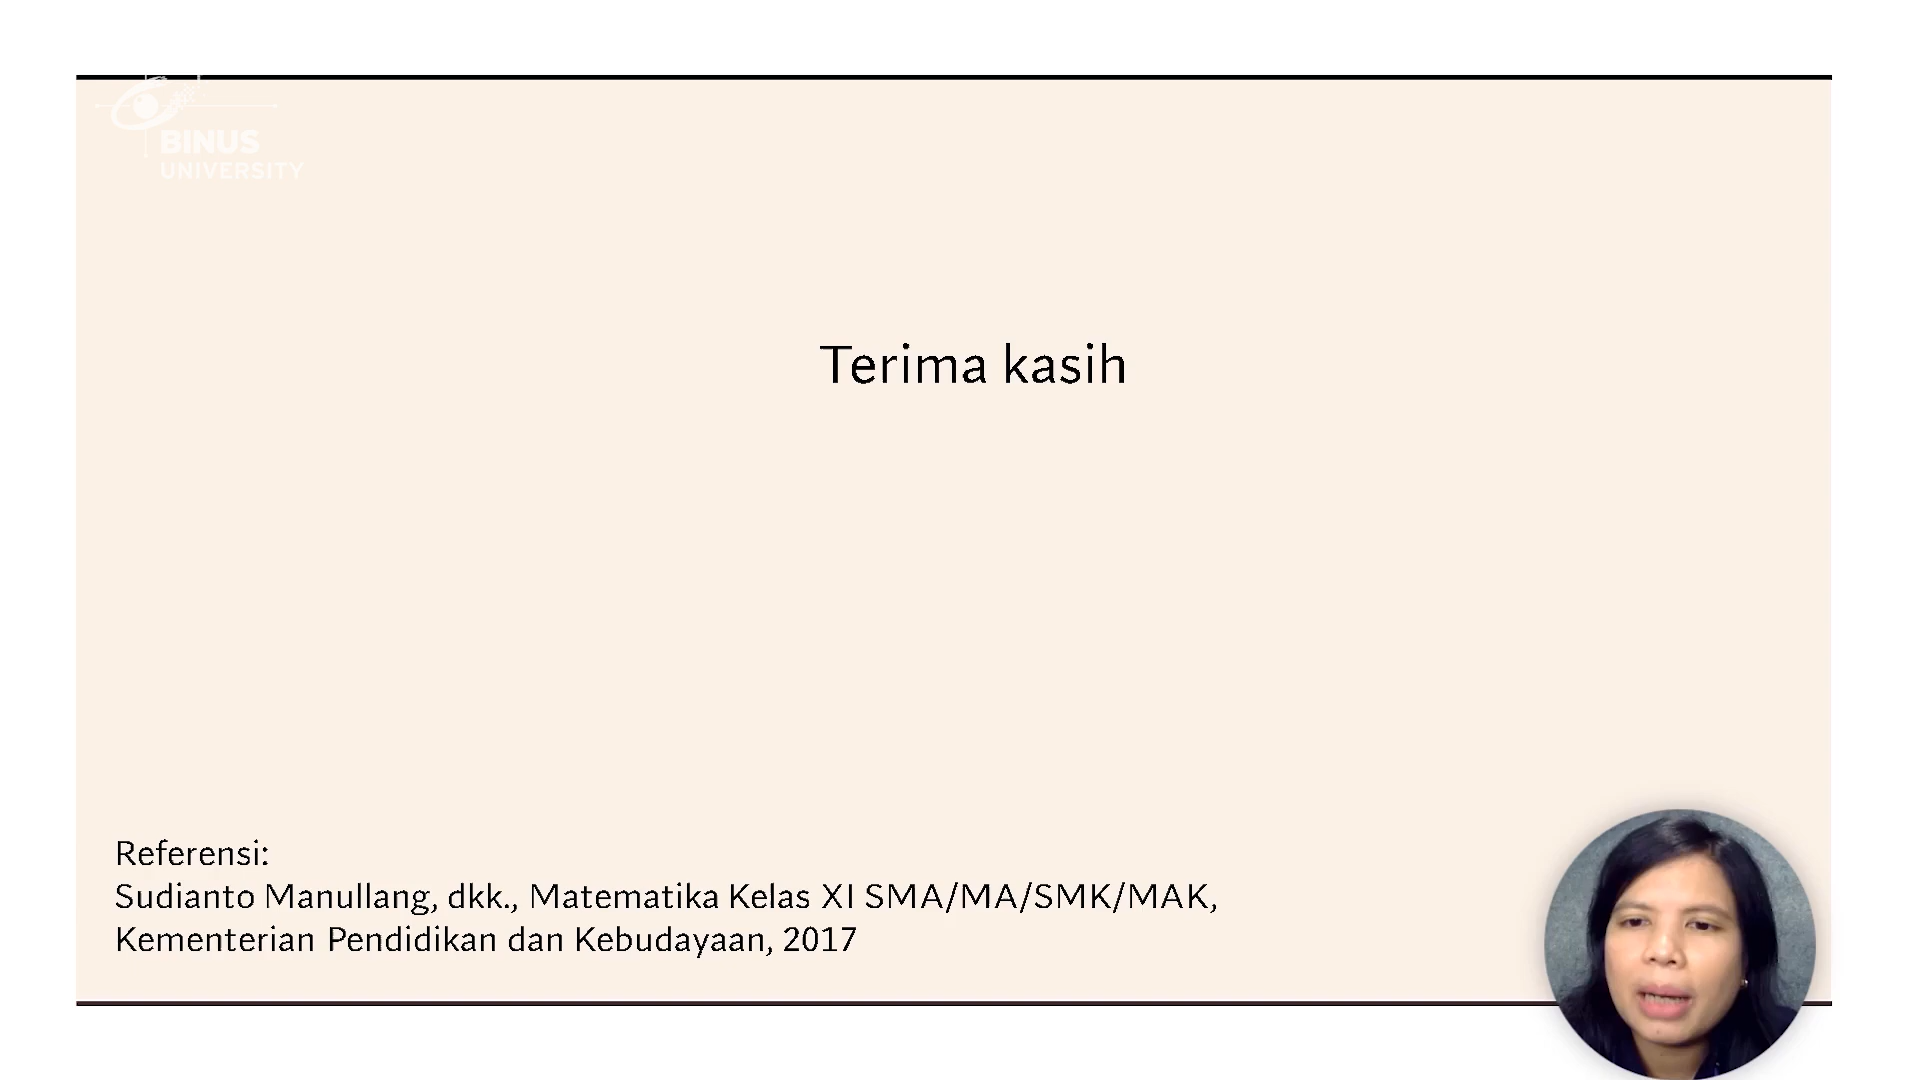 BINUS
UNIVERSITY
Terima kasih
Referensi:
Sudianto Manullang, dkk., Matematika Kelas XI SMA/MA/SMK/MAK,
Kementerian Pendidikan dan Kebudayaan, 2017